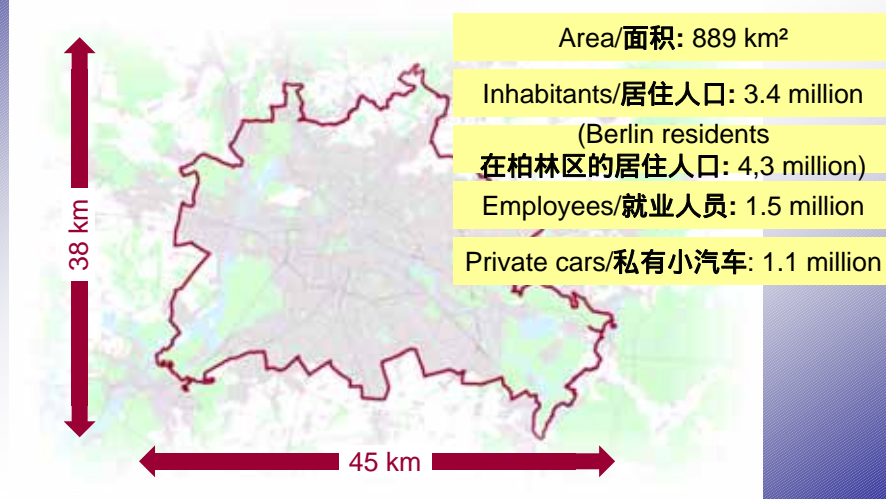 Area/面积: 889 km²
Inhabitants/居住人口: 3.4 million
(Berlin residents
在柏林区的居住人口: 4,3 million)
Employees/就业人员: 1.5 million
Private cars/私有小汽车: 1.1 million
38 km
45 km